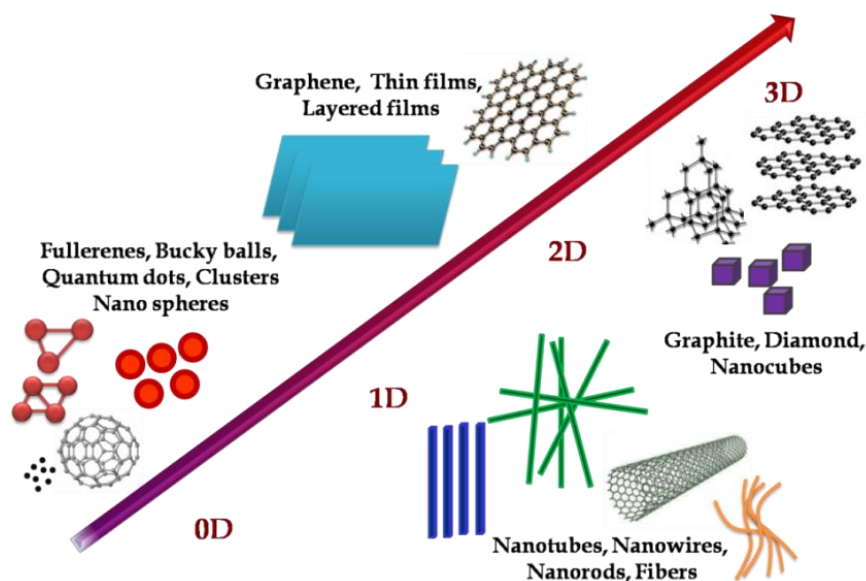 Graphene, Thin films,
Layered films
3D
Fullerenes, Bucky balls,
Quantum dots, Clusters
Nano spheres
2D
Graphite, Diamond,
Nanocubes
1D
0D
Nanotubes, Nanowires,
Nanorods, Fibers